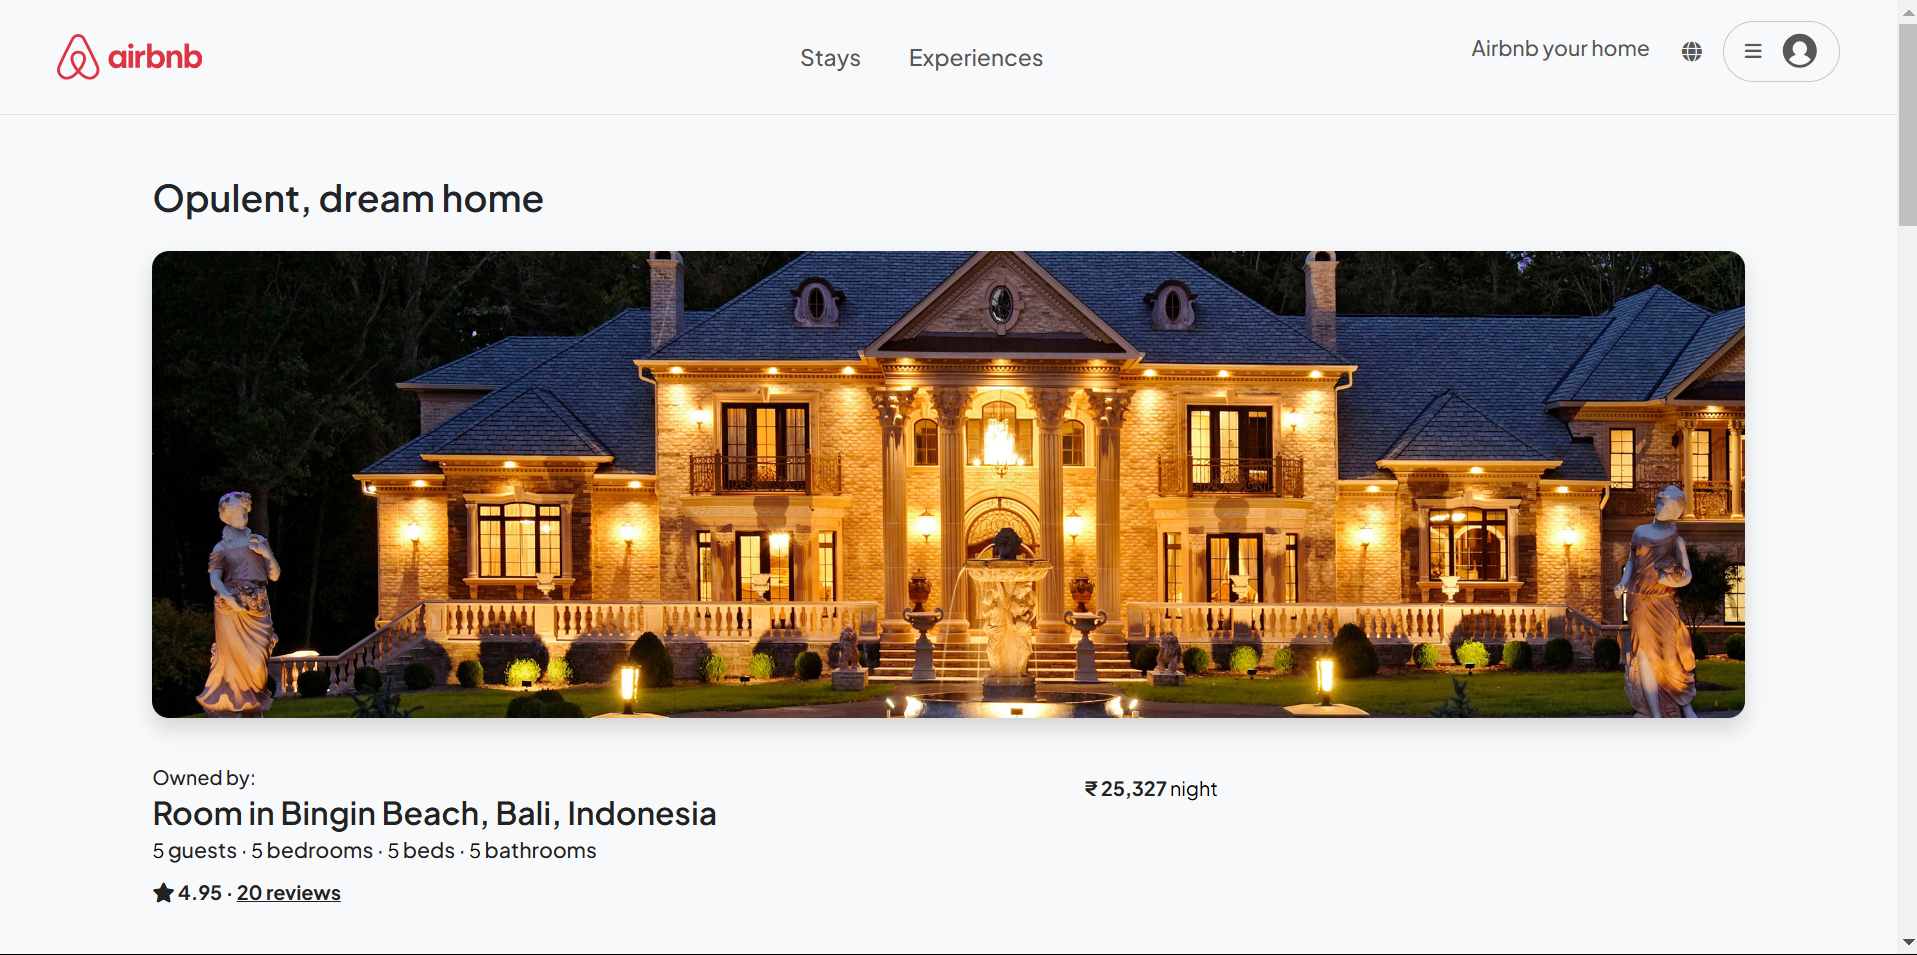 airbnb
Stays
Experiences
Airbnb your home
Opulent, dream home
Owned by:
Room in Bingin Beach, Bali, Indonesia
5 guests · 5 bedrooms · 5 beds · 5 bathrooms
4.95 · 20 reviews
₹ 25,327 night